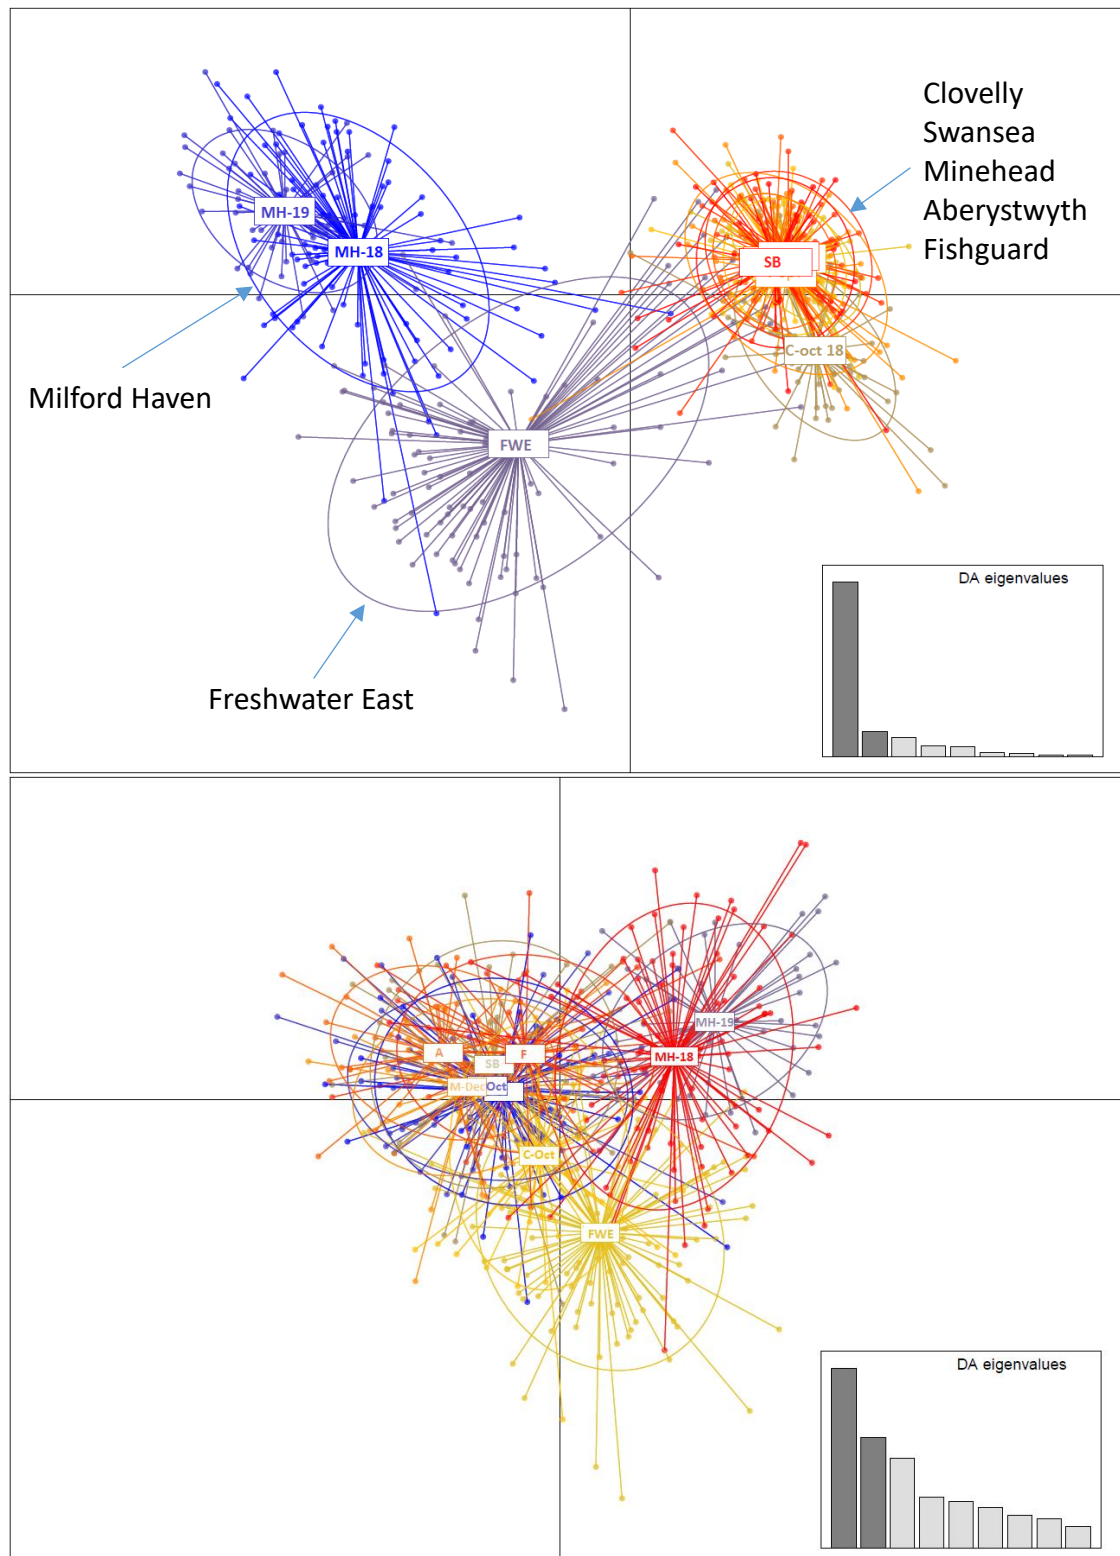 Clovelly
Swansea
Minehead
Aberystwyth
Fishguard
MH-19
MH-18
SB
C-oct 18
Milford Haven
FWE
Freshwater East
DA eigenvalues
MH-19
A
F
SB
MH-18
M-Dec
Oct
C-Oct
FWE
DA eigenvalues